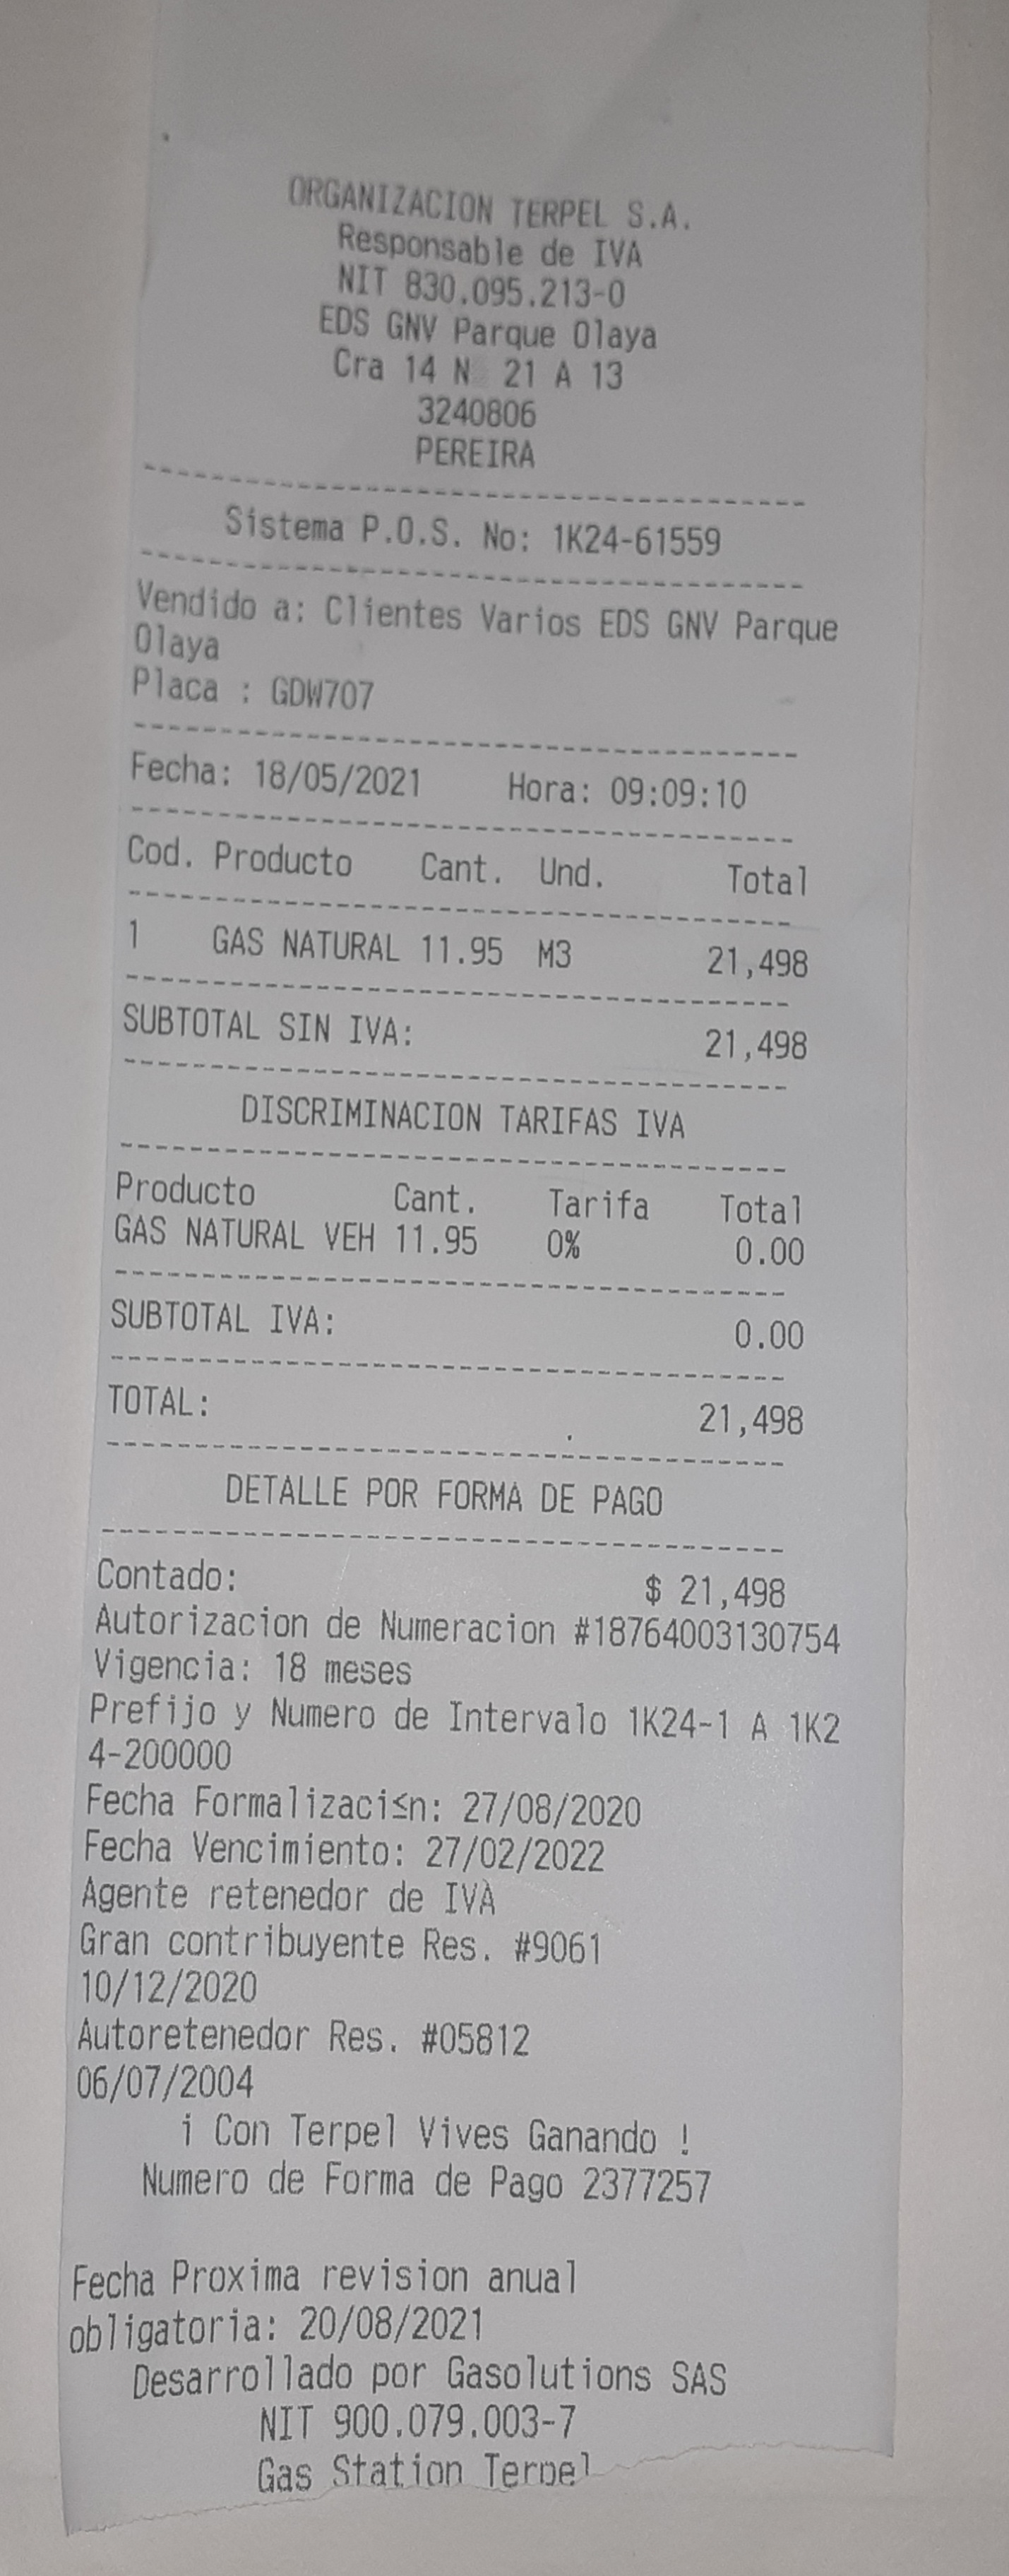 ORGANIZACION TERPEL S.A.
Responsable de IVA
NIT 830.095.213-0
EDS GNV Parque Olaya
Cra 14 N 21 A 13
3240806
PEREIRA
Sistema P.O.S. No: 1K24-61559
Vendido a: Clientes Varios EDS GNV Parque
Olaya
Placa : GDW707
Fecha: 18/05/2021 Hora: 09:09:10
Cod. Producto Cant. Und. Total
1 GAS NATURAL 11.95 M3 21,498
SUBTOTAL SIN IVA: 21,498
DISCRIMINACION TARIFAS IVA
Producto Cant. Tarifa Total
GAS NATURAL VEH 11.95 0% 0.00
SUBTOTAL IVA: 0.00
TOTAL: 21,498
DETALLE POR FORMA DE PAGO
Contado: $ 21,498
Autorizacion de Numeracion #18764003130754
Vigencia: 18 meses
Prefijo y Numero de Intervalo 1K24-1 A 1K2
4-200000
Fecha Formalizaci≤n: 27/08/2020
Fecha Vencimiento: 27/02/2022
Agente retenedor de IVA
Gran contribuyente Res. #9061
10/12/2020
Autoretenedor Res. #05812
06/07/2004
¡ Con Terpel Vives Ganando !
Numero de Forma de Pago 2377257
Fecha Proxima revision anual
obligatoria: 20/08/2021
Desarrollado por Gasolutions SAS
NIT 900.079.003-7
Gas Station Terpel